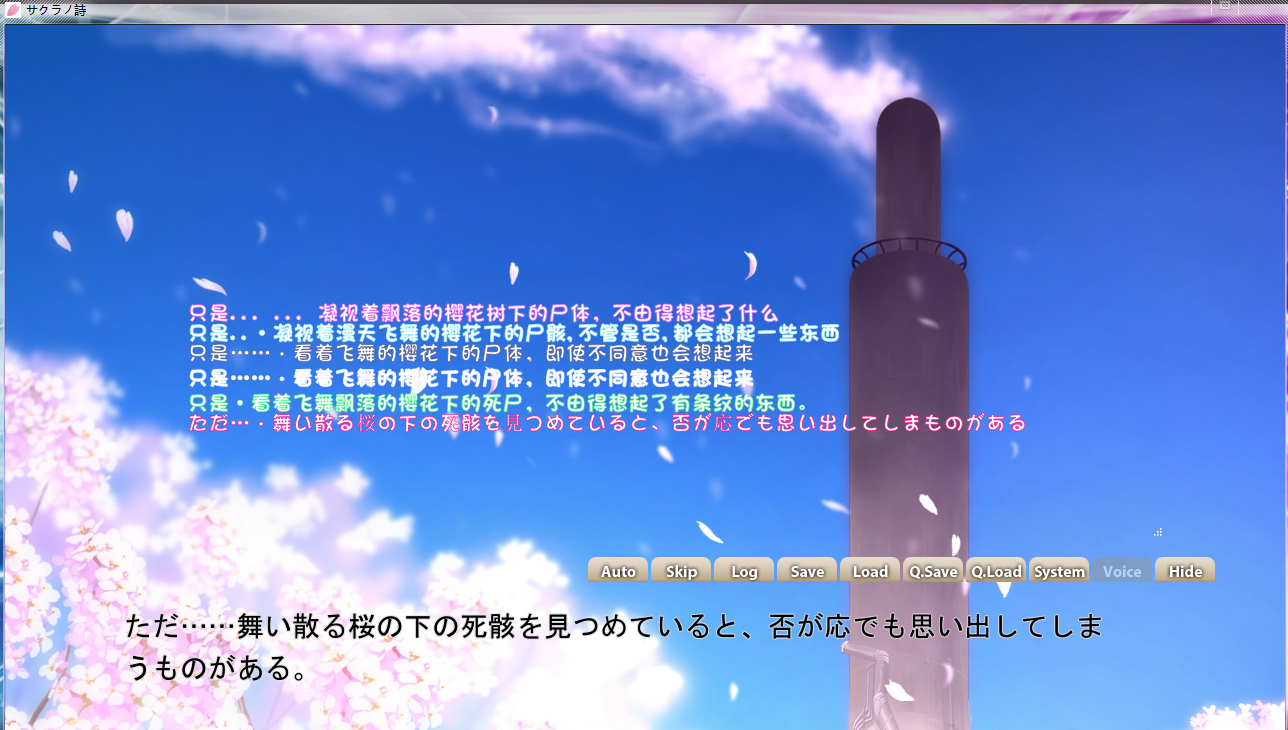 サクラノ詩
只是... ... 凝视着飘落的樱花树下的尸体，不由得想起了什么
只是..・凝视着漫天飞舞的樱花下的尸骸,不管是否,都会想起一些东西
只是……・看着飞舞的樱花下的尸体，即使不同意也会想起来
只是……・看着飞舞的樱花下的尸体，即使不同意也会想起来
只是・看着飞舞飘落的樱花下的死尸，不由得想起了有条纹的东西。
ただ…・舞い散る桜の下の死骸を見つめていると、否が応でも思い出してしまものがある
Auto Skip Log Save Load Q.Save Q.Load System Voice Hide
ただ……舞い散る桜の下の死骸を見つめていると、否が応でも思い出してしま
うものがある。